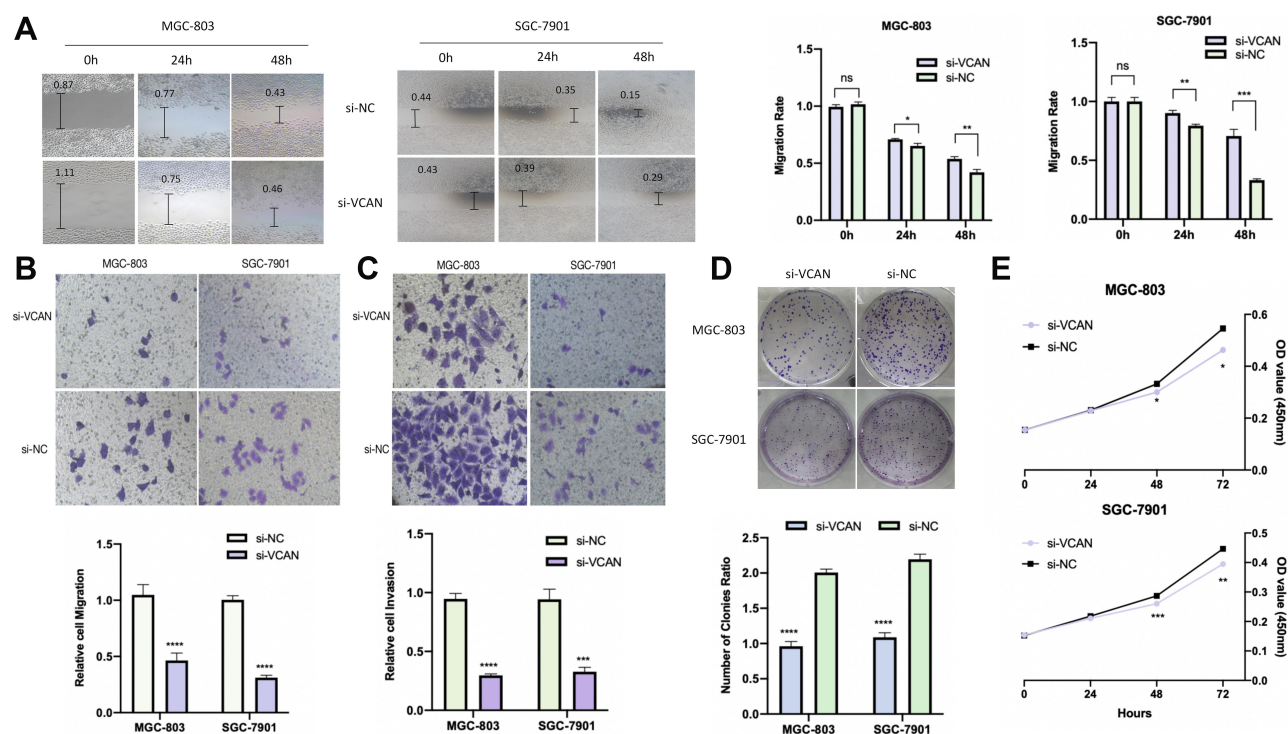 A
MGC-803
0h 24h 48h
0.87
0.77
0.43
1.11
0.75
0.46
SGC-7901
0h 24h 48h
si-NC
si-VCAN
0.44
0.35
0.15
0.43
0.39
0.29
MGC-803
si-VCAN
si-NC
Migration Rate
1.5
1.0
0.5
0.0
ns
*
**
0h 24h 48h
SGC-7901
si-VCAN
si-NC
Migration Rate
1.5
1.0
0.5
0.0
ns
**
***
0h 24h 48h
B
MGC-803 SGC-7901
si-VCAN
si-NC
si-NC
si-VCAN
Relative cell Migration
1.5
1.0
0.5
0.0
****
****
MGC-803 SGC-7901
C
MGC-803 SGC-7901
si-VCAN
si-NC
si-NC
si-VCAN
Relative cell Invasion
1.5
1.0
0.5
0.0
****
***
MGC-803 SGC-7901
D
si-VCAN si-NC
MGC-803
SGC-7901
si-VCAN si-NC
Number of Clonies Ratio
2.5
2.0
1.5
1.0
0.5
0.0
****
****
MGC-803 SGC-7901
E
MGC-803
si-VCAN
si-NC
0.6
0.4
0.2
0.0
OD value (450nm)
*
*
0 24 48 72
SGC-7901
si-VCAN
si-NC
0.5
0.4
0.3
0.2
0.1
0.0
OD value (450nm)
***
**
0 24 48 72
Hours